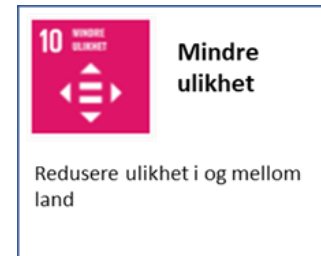 10 MINDRE
ULIKHET
Mindre
ulikhet
Redusere ulikhet i og mellom
land